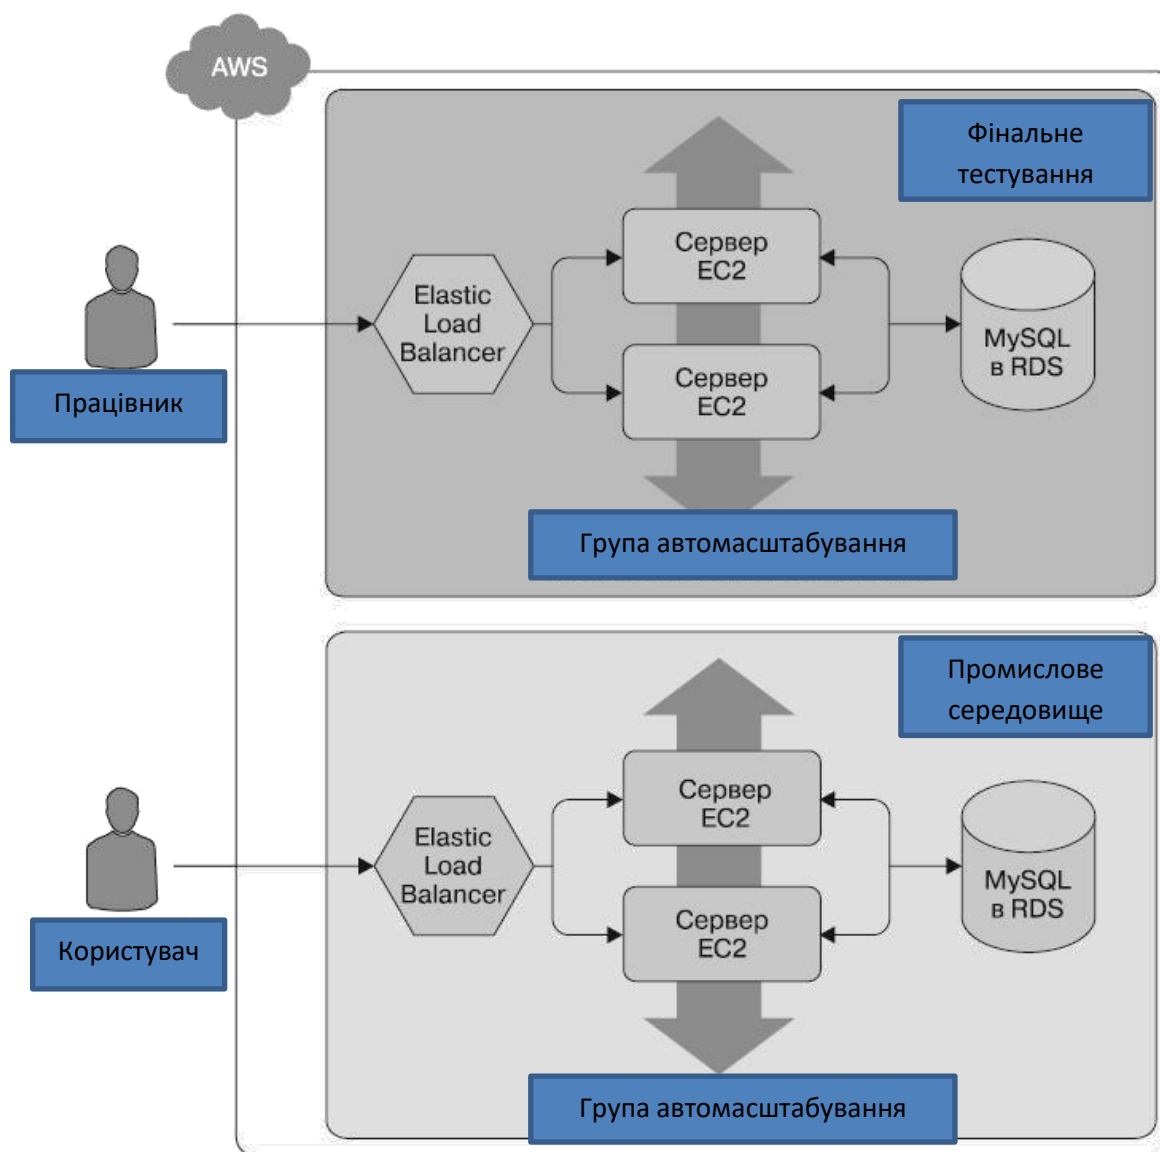 AWS
Фінальне
тестування
Сервер
EC2
Elastic
Load
Balancer
MySQL
в RDS
Сервер
EC2
Працівник
Група автомасштабування
Промислове
середовище
Сервер
EC2
Elastic
Load
Balancer
MySQL
в RDS
Сервер
EC2
Користувач
Група автомасштабування